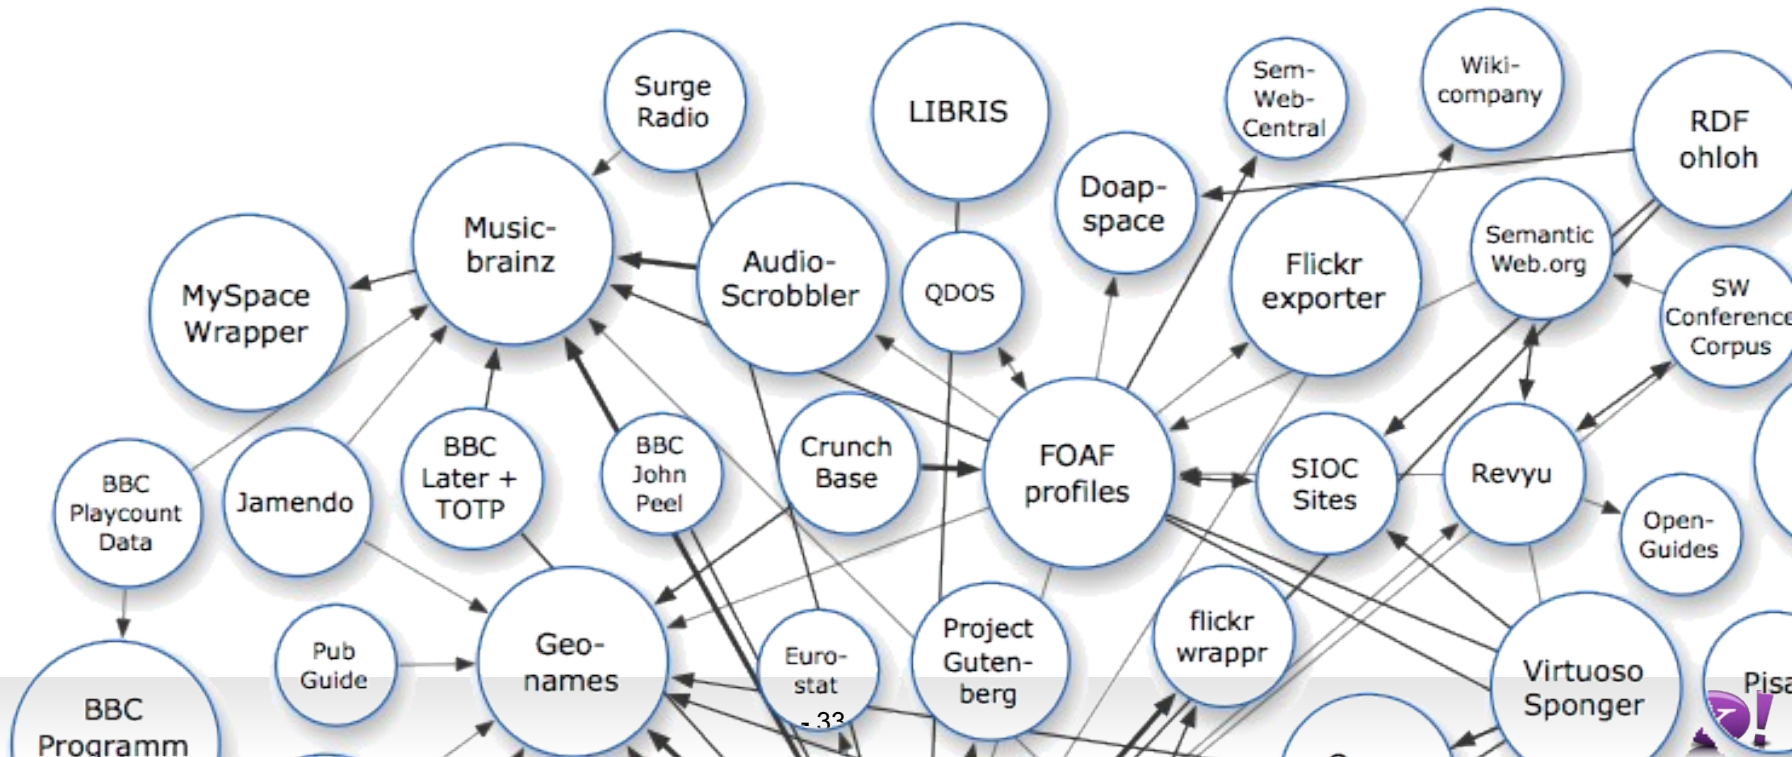 Surge
Radio
LIBRIS
Sem-
Web-
Central
Wiki-
company
RDF
ohloh
Doap-
space
Music-
brainz
Audio-
Scrobbler
QDOS
Flickr
exporter
Semantic
Web.org
SW
Conference
Corpus
MySpace
Wrapper
BBC
Playcount
Data
Jamendo
BBC
Later +
TOTP
BBC
John
Peel
Crunch
Base
FOAF
profiles
SIOC
Sites
Revyu
Open-
Guides
Pub
Guide
Geo-
names
Euro-
stat
- 33
Project
Guten-
berg
flickr
wrappr
Virtuoso
Sponger
Pisa
BBC
Programm